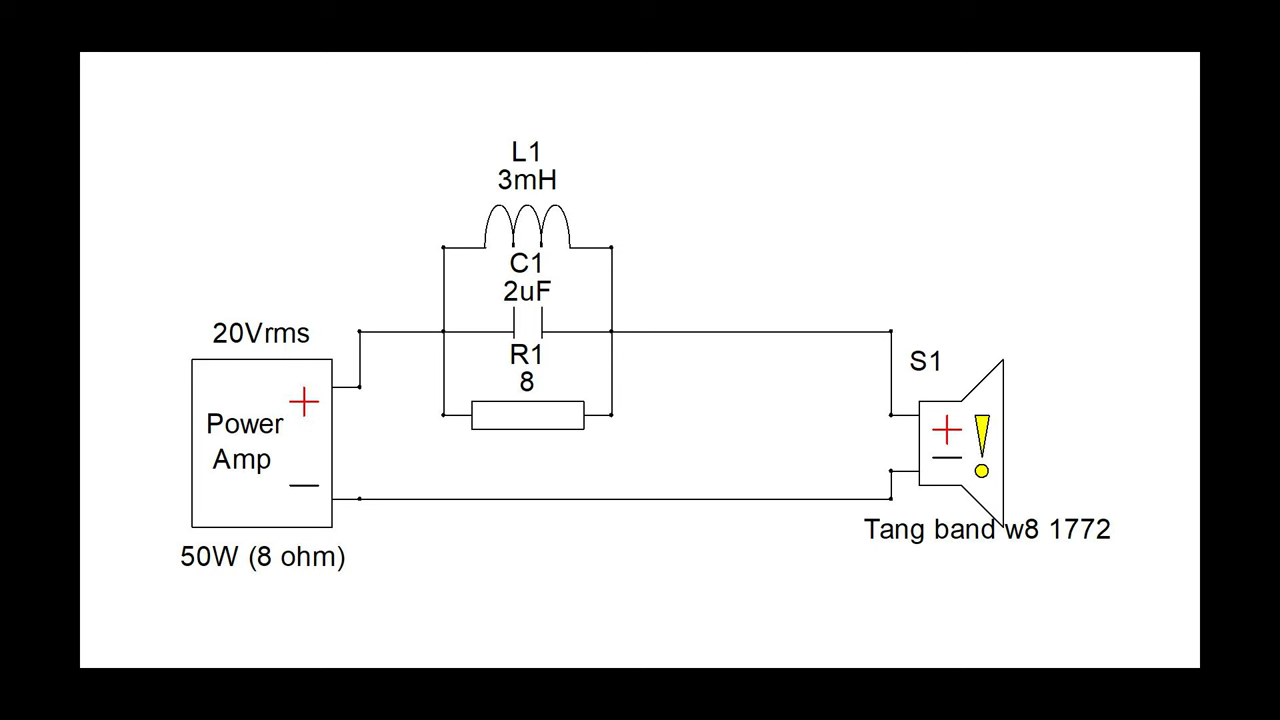 L1
3mH
C1
2uF
R1
8
20Vrms
Power
Amp
50W (8 ohm)
S1
Tang band w8 1772